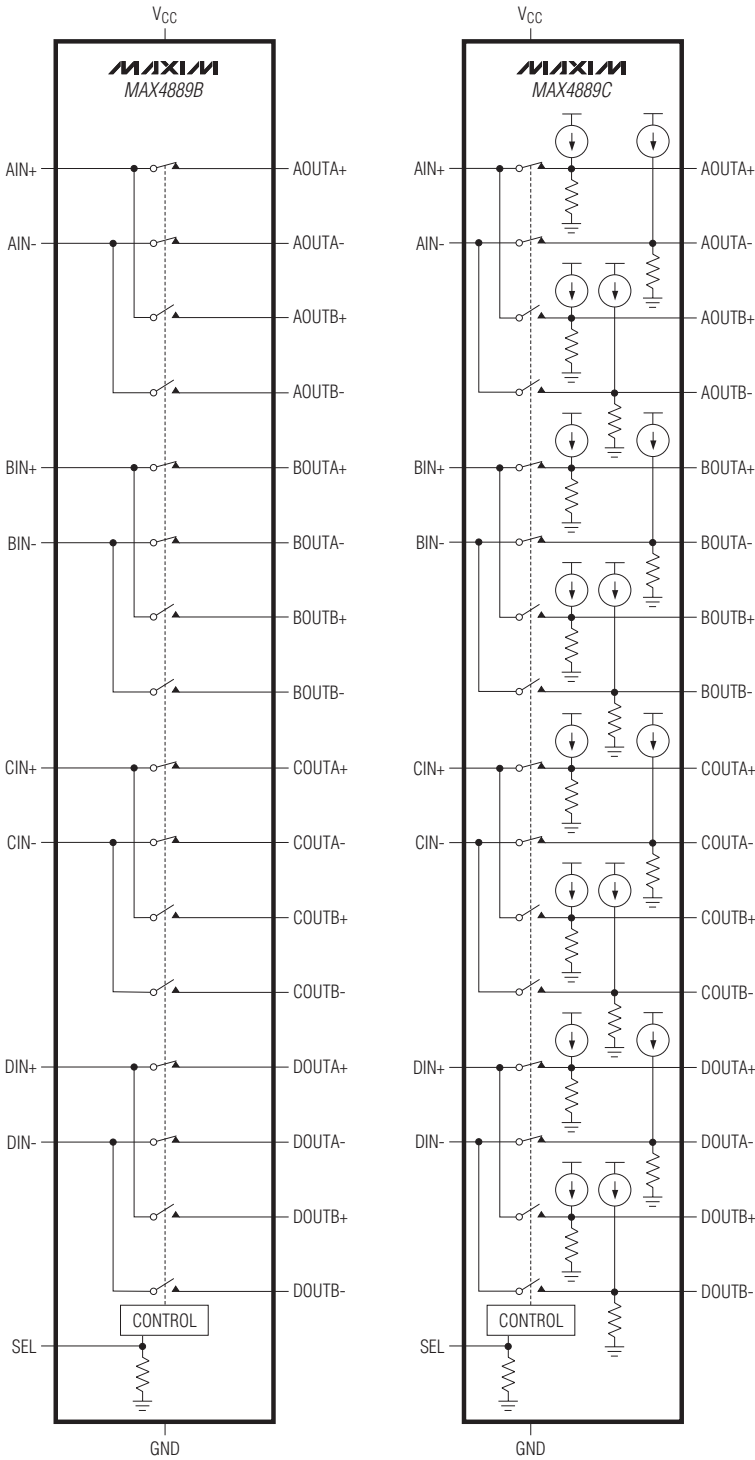 VCC
MAXIM
MAX4889B
AIN+
AOUTA+
AIN-
AOUTA-
AOUTB+
AOUTB-
BIN+
BOUTA+
BIN-
BOUTA-
BOUTB+
BOUTB-
CIN+
COUTA+
CIN-
COUTA-
COUTB+
COUTB-
DIN+
DOUTA+
DIN-
DOUTA-
DOUTB+
DOUTB-
CONTROL
SEL
GND
VCC
MAXIM
MAX4889C
AIN+
AOUTA+
AIN-
AOUTA-
AOUTB+
AOUTB-
BIN+
BOUTA+
BIN-
BOUTA-
BOUTB+
BOUTB-
CIN+
COUTA+
CIN-
COUTA-
COUTB+
COUTB-
DIN+
DOUTA+
DIN-
DOUTA-
DOUTB+
DOUTB-
CONTROL
SEL
GND